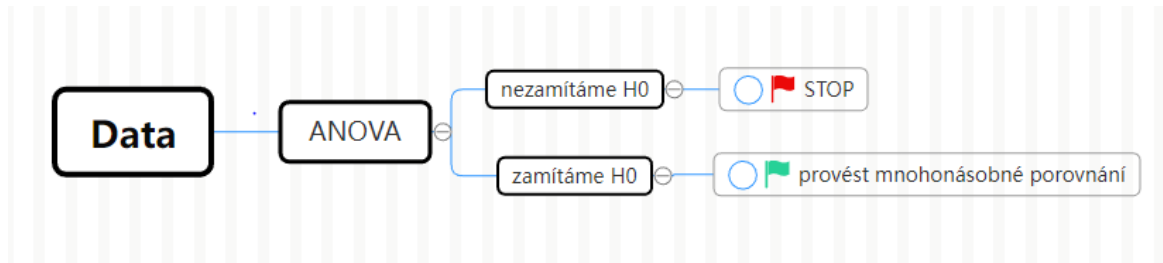 Data
ANOVA
nezamítáme H0
STOP
zamítáme H0
provést mnohonásobné porovnání